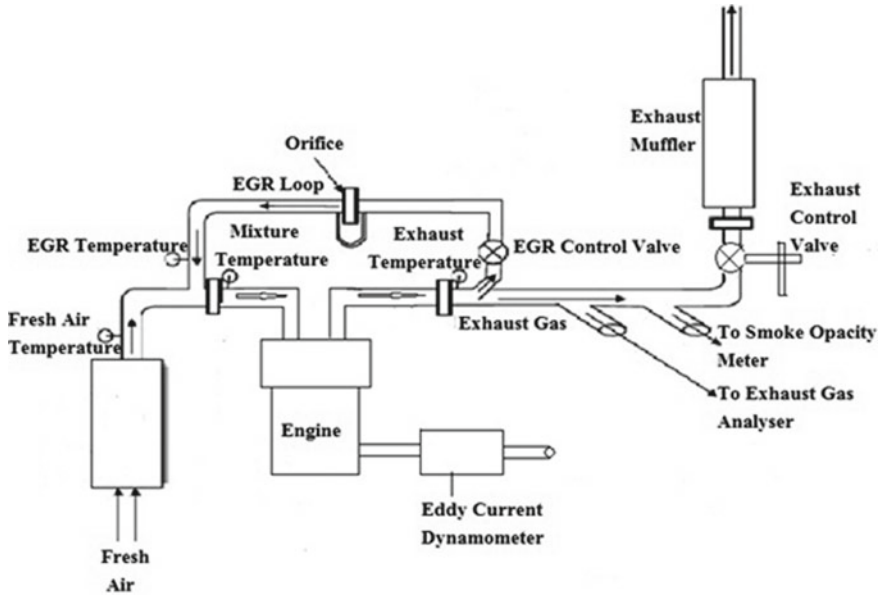 Exhaust
Muffler
Exhaust
Control
Valve
Orifice
EGR Loop
Mixture
Temperature
Exhaust
Temperature
EGR Temperature
EGR Control Valve
Fresh Air
Temperature
Exhaust Gas
To Smoke Opacity
Meter
To Exhaust Gas
Analyser
Engine
Eddy Current
Dynamometer
Fresh
Air